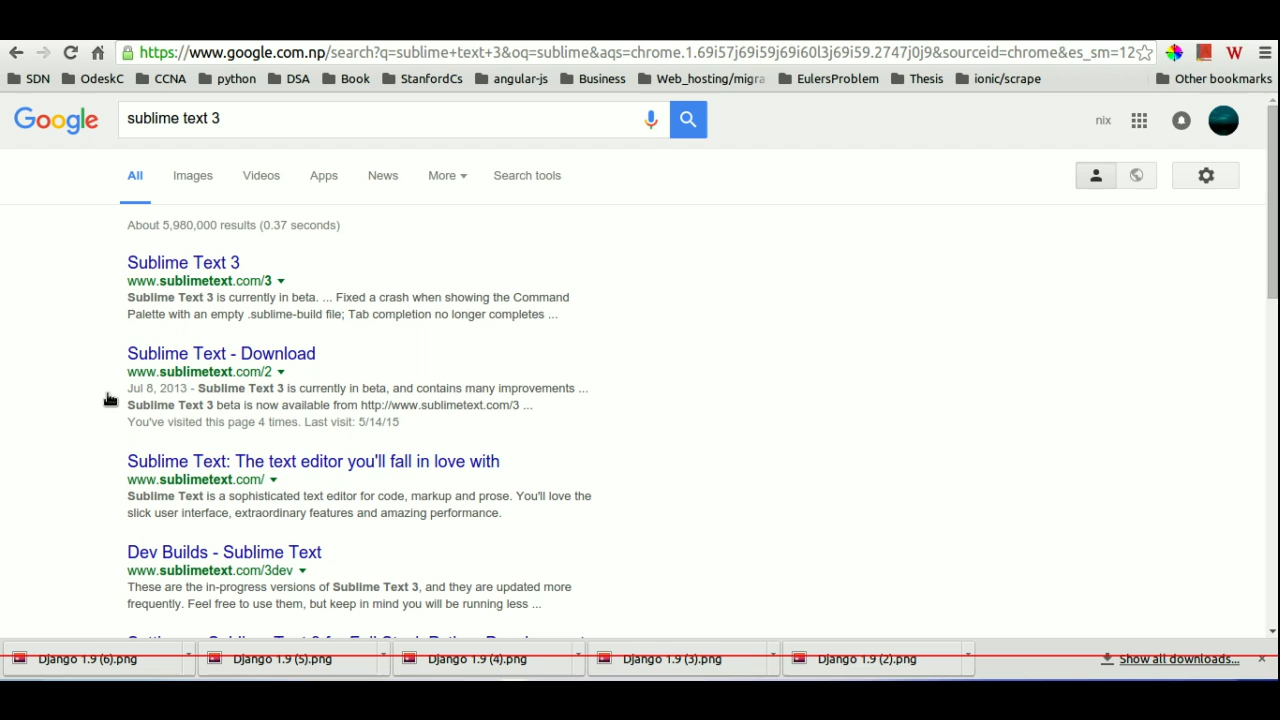 https://www.google.com.np/search?q=sublime+text+3&oq=sublime&aqs=chrome.1.69i57j69i59j69i60l3j69i59.2747j0j9&sourceid=chrome&es_sm=12
SDN OdeskC CCNA python DSA Book StanfordCs angular-js Business Web_hosting/migra EulersProblem Thesis ionic/scrape Other bookmarks
Google sublime text 3 nix
All Images Videos Apps News More Search tools
About 5,980,000 results (0.37 seconds)
Sublime Text 3
www.sublimetext.com/3
Sublime Text 3 is currently in beta. ... Fixed a crash when showing the Command
Palette with an empty .sublime-build file; Tab completion no longer completes ...
Sublime Text - Download
www.sublimetext.com/2
Jul 8, 2013 - Sublime Text 3 is currently in beta, and contains many improvements ...
Sublime Text 3 beta is now available from http://www.sublimetext.com/3 ...
You've visited this page 4 times. Last visit: 5/14/15
Sublime Text: The text editor you'll fall in love with
www.sublimetext.com/
Sublime Text is a sophisticated text editor for code, markup and prose. You'll love the
slick user interface, extraordinary features and amazing performance.
Dev Builds - Sublime Text
www.sublimetext.com/3dev
These are the in-progress versions of Sublime Text 3, and they are updated more
frequently. Feel free to use them, but keep in mind you will be running less ...
Django 1.9 (6).png Django 1.9 (5).png Django 1.9 (4).png Django 1.9 (3).png Django 1.9 (2).png Show all downloads...